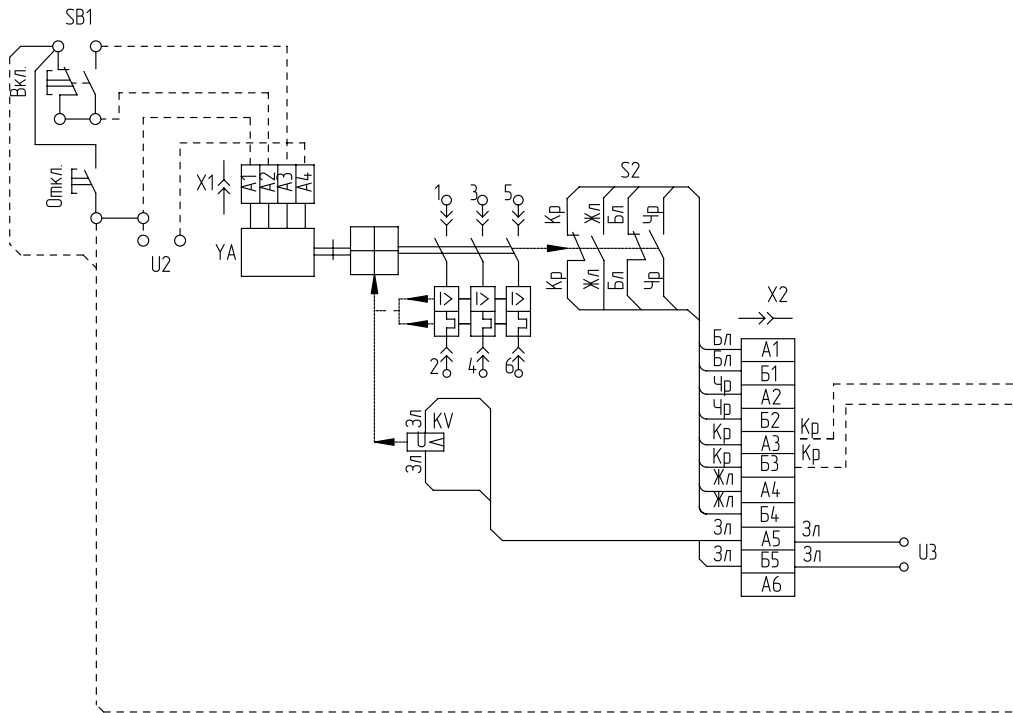 SB1
Вкл.
Откл.
X1
А1 А2 А3 А4
YA
U2
1 3 5
2 4 6
S2
Кр Жл Бл Чр
Кр Жл Бл Чр
KV
Зл
Зл
X2
Бл А1
Бл Б1
Чр А2
Чр Б2
Кр А3 Кр
Кр Б3 Кр
Жл А4
Жл Б4
Зл А5 Зл
Зл Б5 Зл
А6
U3